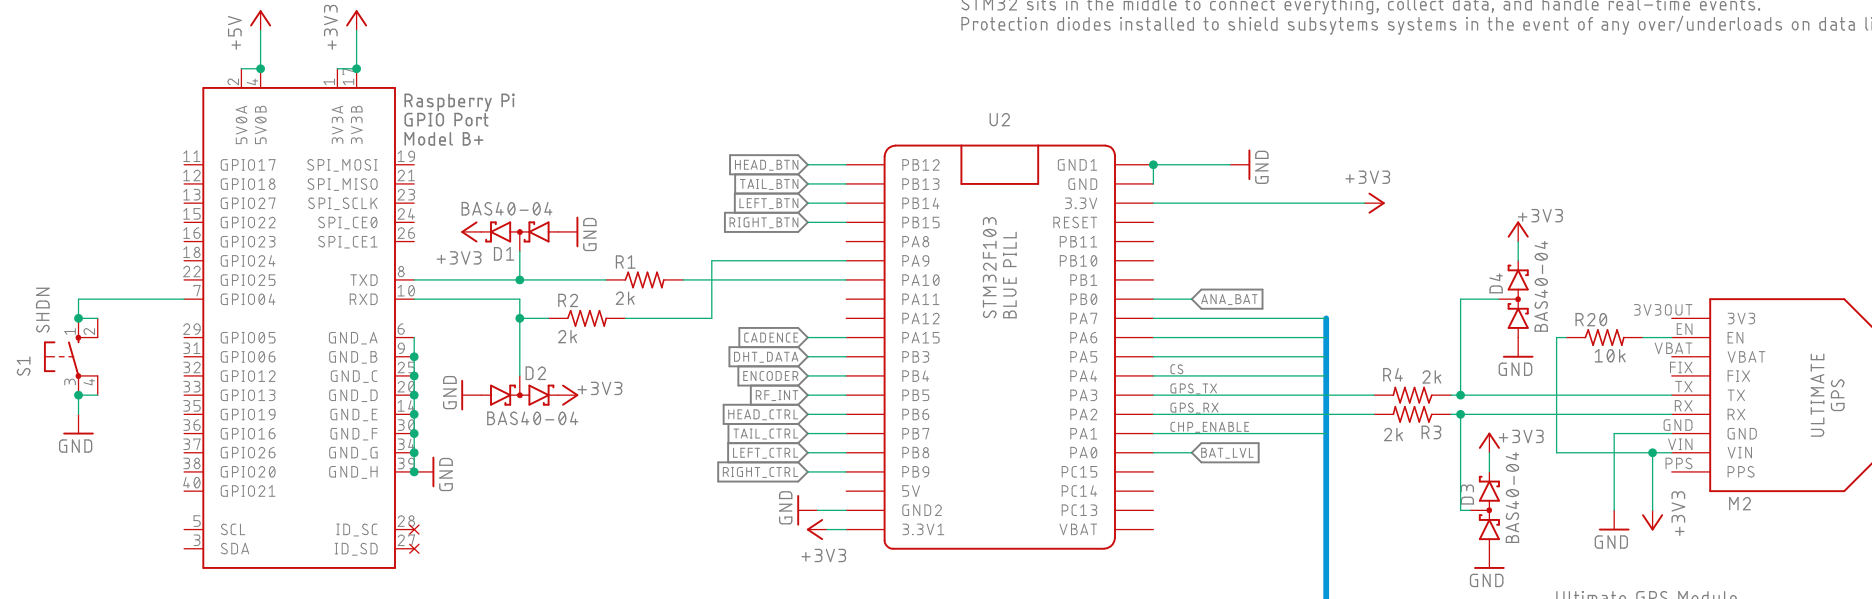 STM32 sits in the middle to connect everything, collect data, and handle real-time events.
Protection diodes installed to shield subsytems systems in the event of any over/underloads on data li
+5V
+3V3
2
4
1
17
5V0A
5V0B
3V3A
3V3B
Raspberry Pi
GPIO Port
Model B+
11 GPIO17 SPI_MOSI 19
12 GPIO18 SPI_MISO 21
13 GPIO27 SPI_SCLK 23
15 GPIO22 SPI_CE0 24
16 GPIO23 SPI_CE1 26
18 GPIO24
22 GPIO25 TXD 8
7 GPIO04 RXD 10
29 GPIO05 GND_A 6
31 GPIO06 GND_B 9
32 GPIO12 GND_C 25
33 GPIO13 GND_D 20
35 GPIO19 GND_E 14
36 GPIO16 GND_F 30
37 GPIO26 GND_G 34
38 GPIO20 GND_H 39
40 GPIO21
5 SCL ID_SC 28
3 SDA ID_SD 27
GND
SHDN
S1
1
2
3
4
GND
BAS40-04
+3V3
D1
GND
R1
2k
R2
2k
GND
D2
+3V3
BAS40-04
U2
STM32F103
BLUE PILL
HEAD_BTN PB12
TAIL_BTN PB13
LEFT_BTN PB14
RIGHT_BTN PB15
PA8
PA9
PA10
PA11
PA12
CADENCE PA15
DHT_DATA PB3
ENCODER PB4
RF_INT PB5
HEAD_CTRL PB6
TAIL_CTRL PB7
LEFT_CTRL PB8
RIGHT_CTRL PB9
5V
GND GND2
+3V3 3.3V1
GND1 GND
GND
3.3V +3V3
RESET
PB11
PB10
PB1
PB0 ANA_BAT
PA7
PA6
PA5
PA4 CS
PA3 GPS_TX
PA2 GPS_RX
PA1 CHP_ENABLE
PA0 BAT_LVL
PC15
PC14
PC13
VBAT
R4 2k
2k R3
+3V3
D4
BAS40-04
GND
+3V3
D3
BAS40-04
GND
R20
10k
3V3OUT 3V3
EN EN
VBAT VBAT
FIX FIX
TX TX
RX RX
GND GND
VIN VIN
PPS PPS
ULTIMATE
GPS
M2
GND
+3V3
Ultimate GPS Module